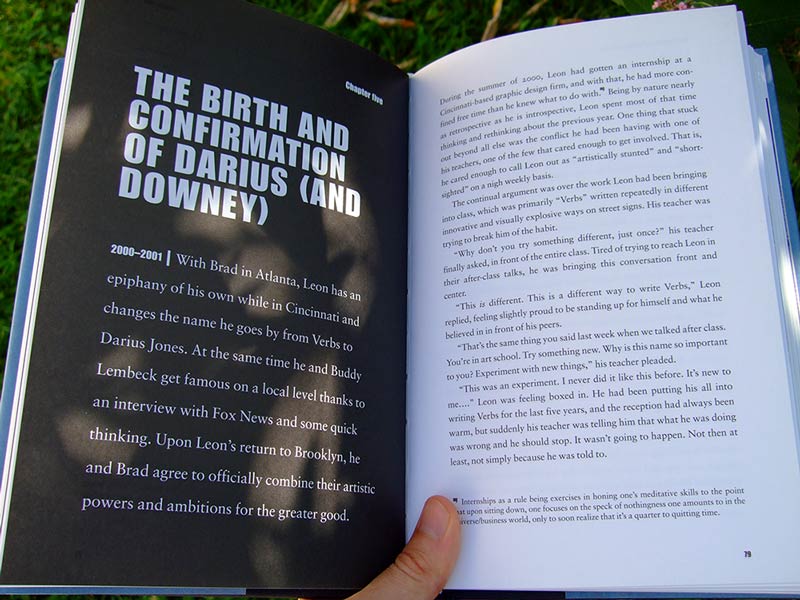 Chapter five
THE BIRTH AND
CONFIRMATION
OF DARIUS (AND
DOWNEY)
2000–2001 | With Brad in Atlanta, Leon has an
epiphany of his own while in Cincinnati and
changes the name he goes by from Verbs to
Darius Jones. At the same time he and Buddy
Lembeck get famous on a local level thanks to
an interview with Fox News and some quick
thinking. Upon Leon's return to Brooklyn, he
and Brad agree to officially combine their artistic
powers and ambitions for the greater good.
During the summer of 2000, Leon had gotten an internship at a
Cincinnati-based graphic design firm, and with that, he had more con-
fined free time than he knew what to do with. Being by nature nearly
as retrospective as he is introspective, Leon spent most of that time
thinking and rethinking about the previous year. One thing that stuck
out beyond all else was the conflict he had been having with one of
his teachers, one of the few that cared enough to get involved. That is,
he cared enough to call Leon out as "artistically stunted" and "short-
sighted" on a nigh weekly basis.
The continual argument was over the work Leon had been bringing
into class, which was primarily "Verbs" written repeatedly in different
innovative and visually explosive ways on street signs. His teacher was
trying to break him of the habit.
"Why don't you try something different, just once?" his teacher
finally asked, in front of the entire class. Tired of trying to reach Leon in
their after-class talks, he was bringing this conversation front and
center.
"This is different. This is a different way to write Verbs," Leon
replied, feeling slightly proud to be standing up for himself and what he
believed in in front of his peers.
"That's the same thing you said last week when we talked after class.
You're in art school. Try something new. Why is this name so important
to you? Experiment with new things," his teacher pleaded.
"This was an experiment. I never did it like this before. It's new to
me…." Leon was feeling boxed in. He had been putting his all into
writing Verbs for the last five years, and the reception had always been
warm, but suddenly his teacher was telling him that what he was doing
was wrong and he should stop. It wasn't going to happen. Not then at
least, not simply because he was told to.
Internships as a rule being exercises in honing one's meditative skills to the point
upon sitting down, one focuses on the speck of nothingness one amounts to in the
/business world, only to soon realize that it's a quarter to quitting time.
79